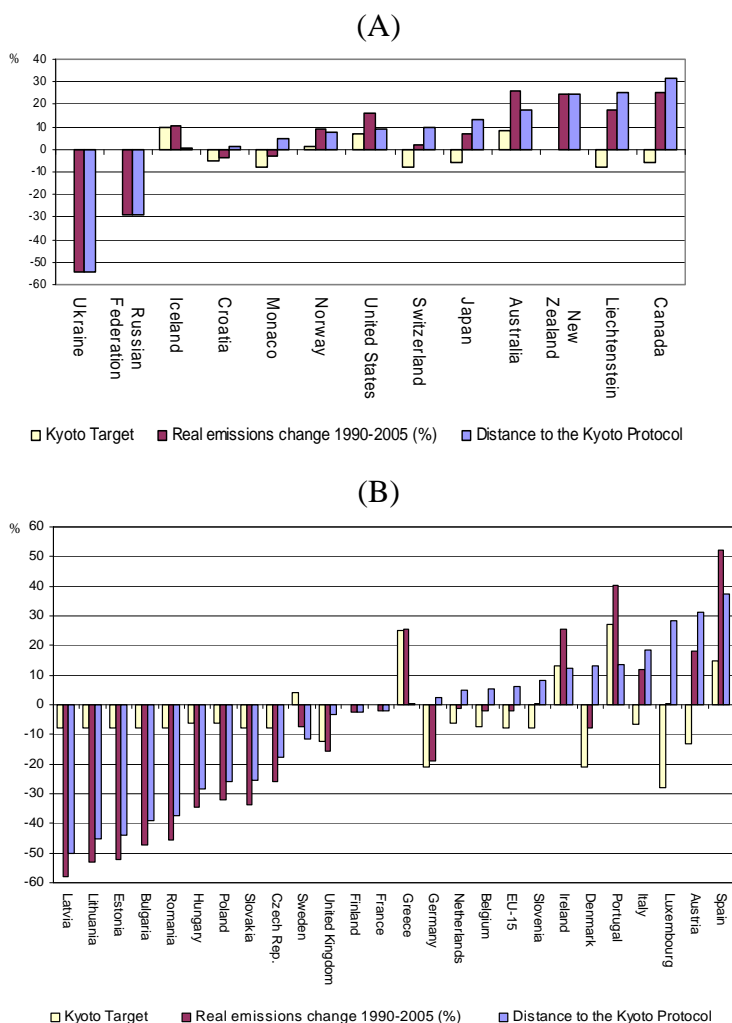 (A)
%
40
30
20
10
0
-10
-20
-30
-40
-50
-60
Ukraine
Russian
Federation
Iceland
Croatia
Monaco
Norway
United States
Switzerland
Japan
Australia
New
Zealand
Liechtenstein
Canada
Kyoto Target Real emissions change 1990-2005 (%) Distance to the Kyoto Protocol
(B)
%
60
50
40
30
20
10
0
-10
-20
-30
-40
-50
-60
Latvia
Lithuania
Estonia
Bulgaria
Romania
Hungary
Poland
Slovakia
Czech Rep.
Sweden
United Kingdom
Finland
France
Greece
Germany
Netherlands
Belgium
EU-15
Slovenia
Ireland
Denmark
Portugal
Italy
Luxembourg
Austria
Spain
Kyoto Target Real emissions change 1990-2005 (%) Distance to the Kyoto Protocol